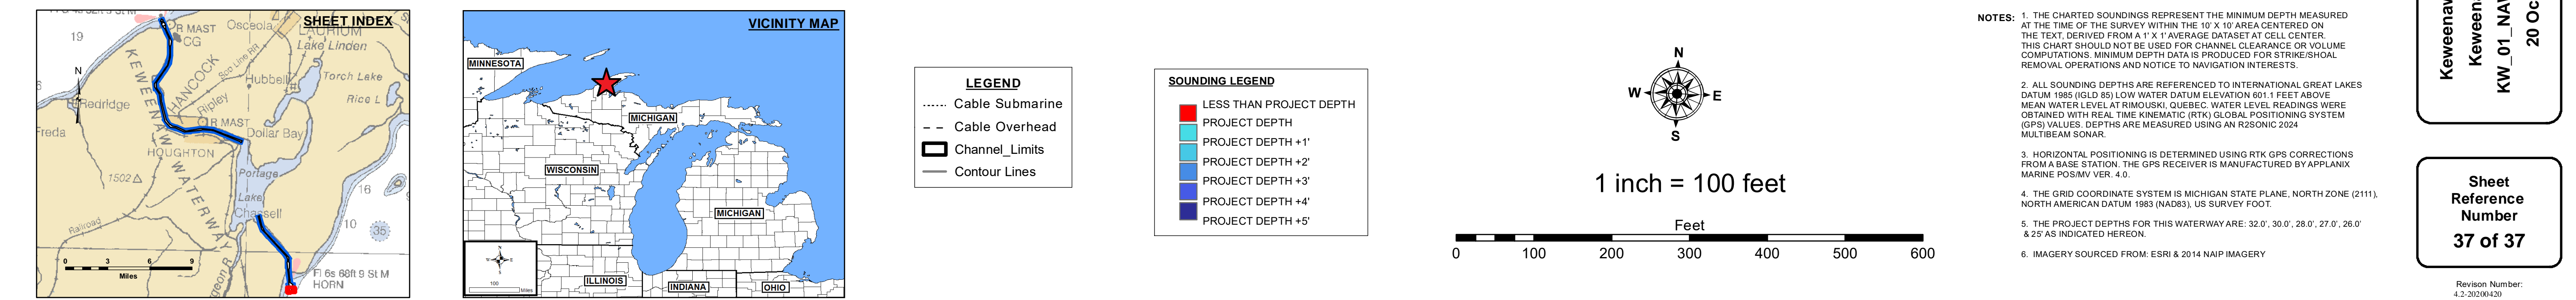 SHEET INDEX
19
R MAST
CG
Osceola
LAURIUM
Lake Linden
N
HANCOCK
Soo Line RR
Hubbell
Torch Lake
Redridge
Ripley
Rice L
Freda
R MAST
Dollar Bay
KEWEENAW WATERWAY
HOUGHTON
1502
Portage
Lake
16
Chassell
10
35
Railroad
0 3 6 9
Miles
Fl 6s 68ft 9 St M
HORN
geon R
VICINITY MAP
MINNESOTA
MICHIGAN
WISCONSIN
MICHIGAN
ILLINOIS
INDIANA
OHIO
100
Miles
LEGEND
Cable Submarine
Cable Overhead
Channel_Limits
Contour Lines
SOUNDING LEGEND
LESS THAN PROJECT DEPTH
PROJECT DEPTH
PROJECT DEPTH +1'
PROJECT DEPTH +2'
PROJECT DEPTH +3'
PROJECT DEPTH +4'
PROJECT DEPTH +5'
N
W E
S
1 inch = 100 feet
Feet
0 100 200 300 400 500 600
NOTES: 1. THE CHARTED SOUNDINGS REPRESENT THE MINIMUM DEPTH MEASURED
AT THE TIME OF THE SURVEY WITHIN THE 10' X 10' AREA CENTERED ON
THE TEXT, DERIVED FROM A 1' X 1' AVERAGE DATASET AT CELL CENTER.
THIS CHART SHOULD NOT BE USED FOR CHANNEL CLEARANCE OR VOLUME
COMPUTATIONS. MINIMUM DEPTH DATA IS PRODUCED FOR STRIKE/SHOAL
REMOVAL OPERATIONS AND NOTICE TO NAVIGATION INTERESTS.
2. ALL SOUNDING DEPTHS ARE REFERENCED TO INTERNATIONAL GREAT LAKES
DATUM 1985 (IGLD 85) LOW WATER DATUM ELEVATION 601.1 FEET ABOVE
MEAN WATER LEVEL AT RIMOUSKI, QUEBEC. WATER LEVEL READINGS WERE
OBTAINED WITH REAL TIME KINEMATIC (RTK) GLOBAL POSITIONING SYSTEM
(GPS) VALUES. DEPTHS ARE MEASURED USING AN R2SONIC 2024
MULTIBEAM SONAR.
3. HORIZONTAL POSITIONING IS DETERMINED USING RTK GPS CORRECTIONS
FROM A BASE STATION. THE GPS RECEIVER IS MANUFACTURED BY APPLANIX
MARINE POS/MV VER. 4.0.
4. THE GRID COORDINATE SYSTEM IS MICHIGAN STATE PLANE, NORTH ZONE (2111),
NORTH AMERICAN DATUM 1983 (NAD83), US SURVEY FOOT.
5. THE PROJECT DEPTHS FOR THIS WATERWAY ARE: 32.0', 30.0', 28.0', 27.0', 26.0'
& 25' AS INDICATED HEREON.
6. IMAGERY SOURCED FROM: ESRI & 2014 NAIP IMAGERY
Keweenaw
Keweena
KW_01_NAV
20 Oc
Sheet
Reference
Number
37 of 37
Revison Number:
4.2-20200420